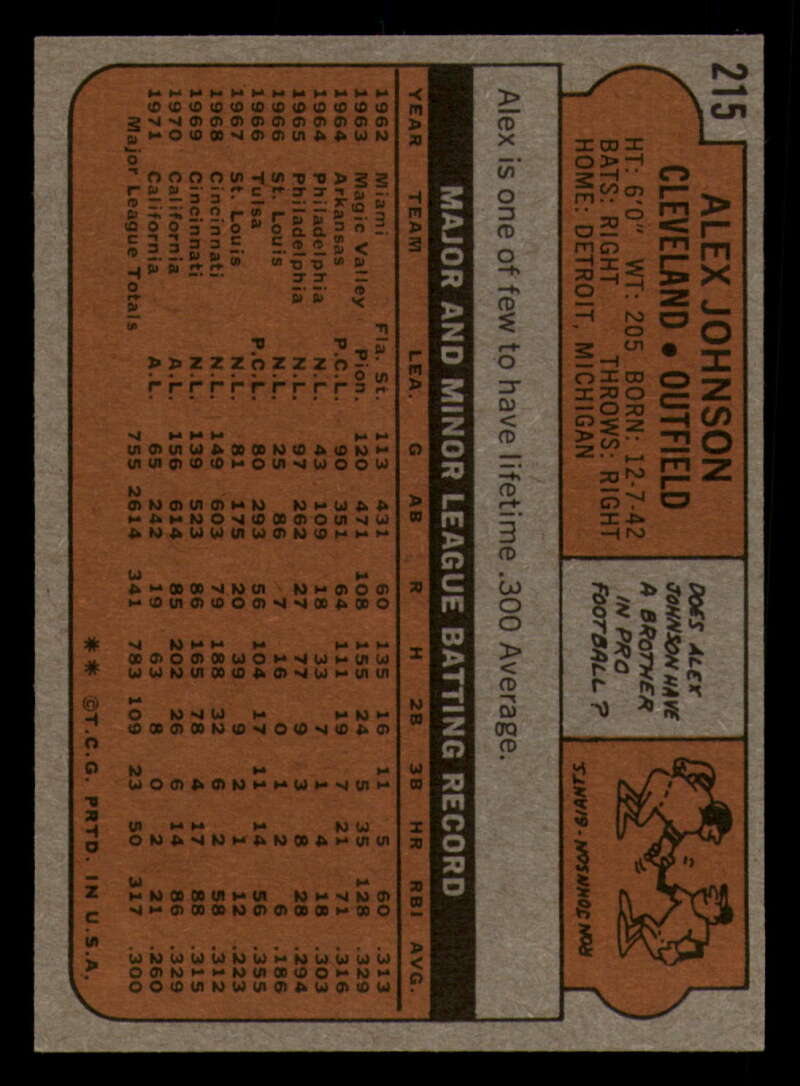 215
ALEX JOHNSON
CLEVELAND • OUTFIELD
HT: 6'0" WT: 205 BORN: 12-7-42
BATS: RIGHT THROWS: RIGHT
HOME: DETROIT, MICHIGAN
DOES ALEX
JOHNSON HAVE
A BROTHER
IN PRO
FOOTBALL?
RON JOHNSON-GIANTS
Alex is one of few to have lifetime .300 Average.
MAJOR AND MINOR LEAGUE BATTING RECORD
YEAR TEAM LEA. G AB R H 2B 3B HR RBI AVG.
1962 Miami Fla. St. 113 431 60 135 16 11 5 60 .313
1963 Magic Valley Pion. 120 471 108 155 24 5 35 128 .329
1964 Arkansas P.C.L. 90 351 64 111 19 7 21 71 .316
1964 Philadelphia N.L. 43 109 18 33 7 1 4 18 .303
1965 Philadelphia N.L. 97 262 27 77 9 3 8 28 .294
1966 St. Louis N.L. 25 86 7 16 0 1 2 6 .186
1966 Tulsa P.C.L. 80 293 56 104 17 11 14 56 .355
1967 St. Louis N.L. 81 175 20 39 9 2 1 12 .223
1968 Cincinnati N.L. 149 603 79 188 32 6 2 58 .312
1969 Cincinnati N.L. 139 523 86 165 78 4 17 88 .315
1970 California A.L. 156 614 85 202 26 6 14 86 .329
1971 California A.L. 65 242 19 63 8 0 2 21 .260
Major League Totals 755 2614 341 783 109 23 50 317 .300
** ©T.C.G. PRTD. IN U.S.A.